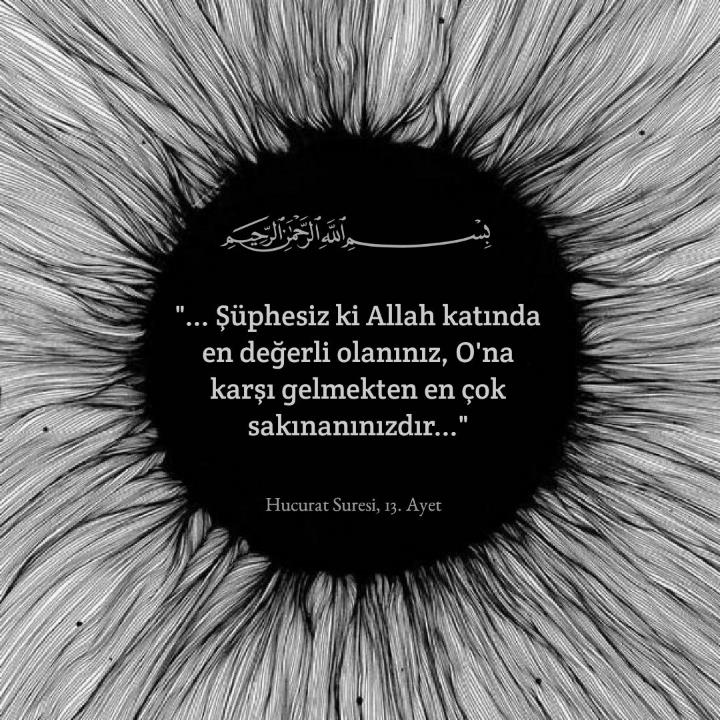 بِسْمِ اللَّهِ الرَّحْمَٰنِ الرَّحِيمِ
"... Şüphesiz ki Allah katında
en değerli olanınız, O'na
karşı gelmekten en çok
sakınanınızdır..."
Hucurat Suresi, 13. Ayet